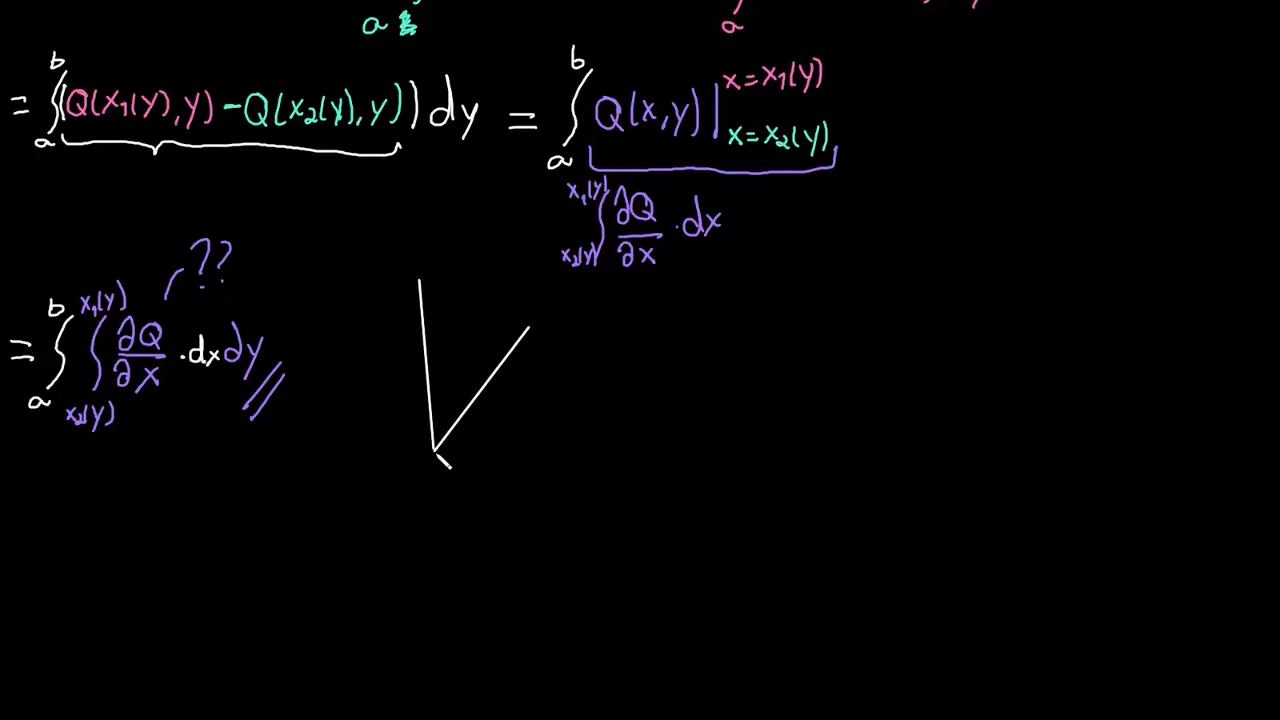 a a
= ∫_a^b (Q(x₁(y),y) - Q(x₂(y),y)) dy = ∫_a^b Q(x,y)|_{x=x₂(y)}^{x=x₁(y)}
∫_{x₂(y)}^{x₁(y)} ∂Q/∂x · dx
??
= ∫_a^b ∫_{x₂(y)}^{x₁(y)} ∂Q/∂x · dx dy